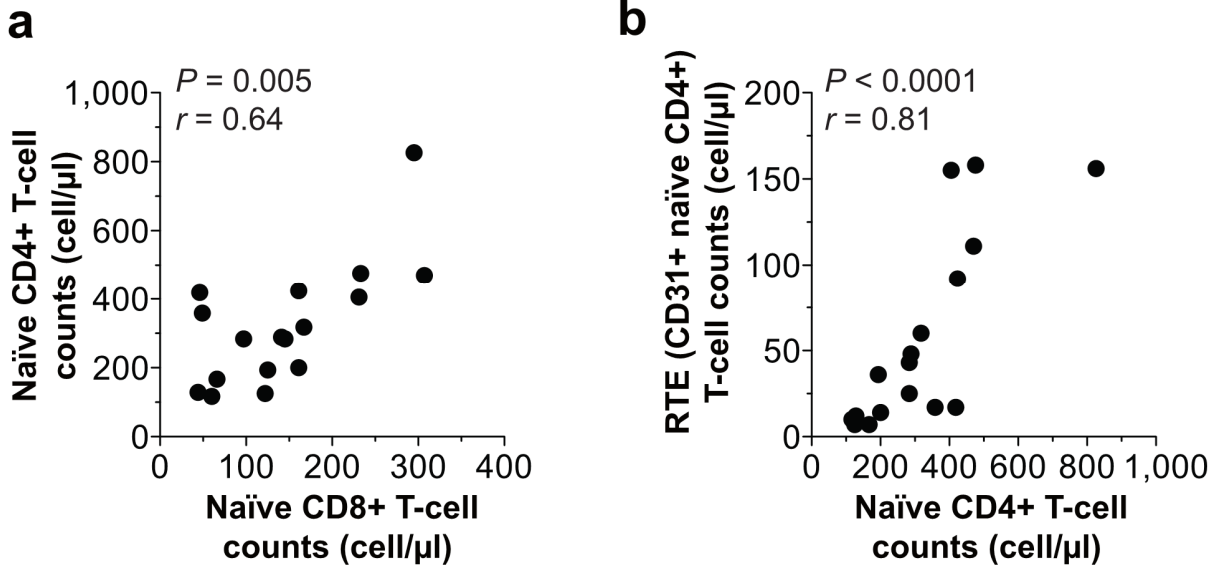 a
P = 0.005
r = 0.64
Naïve CD4+ T-cell
counts (cell/µl)
1,000
800
600
400
200
0
0 100 200 300 400
Naïve CD8+ T-cell
counts (cell/µl)
b
P < 0.0001
r = 0.81
RTE (CD31+ naïve CD4+)
T-cell counts (cell/µl)
200
150
100
50
0
0 200 400 600 800 1,000
Naïve CD4+ T-cell
counts (cell/µl)